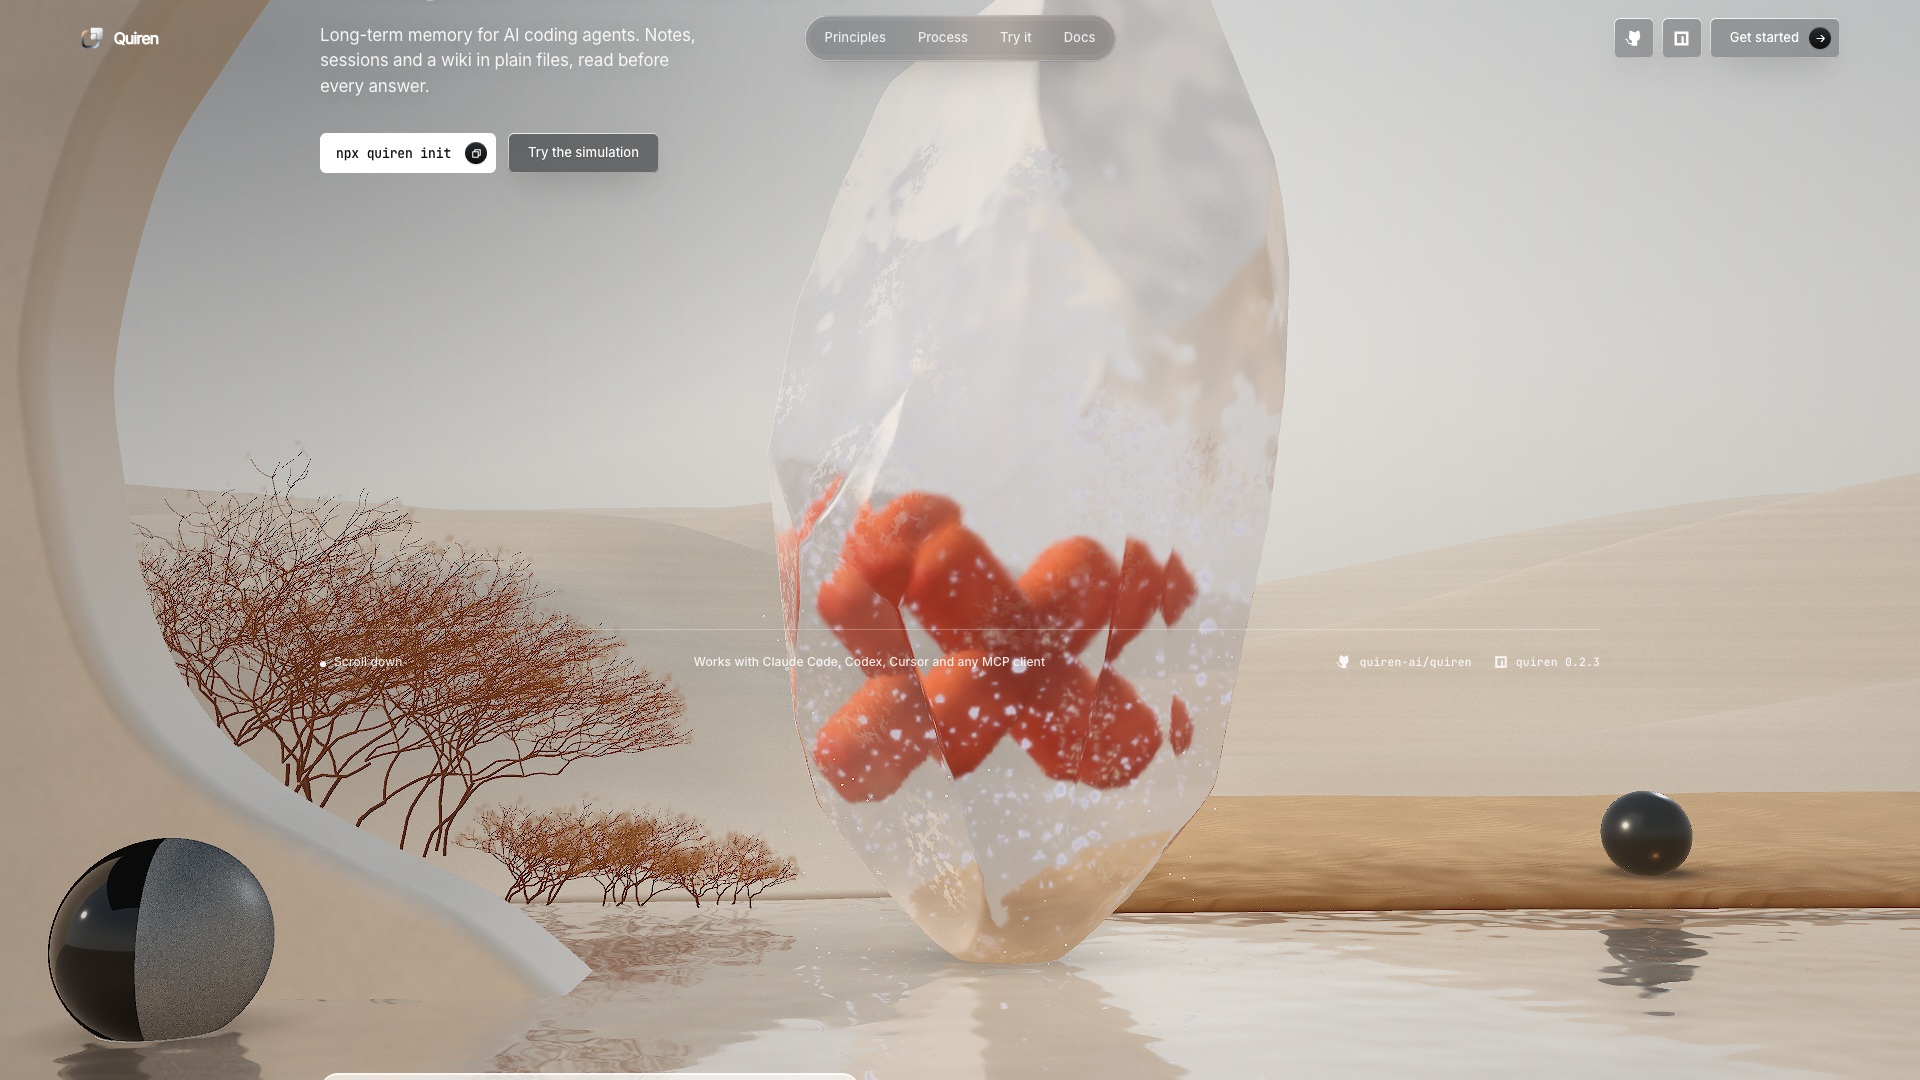 Quiren
Principles
Process
Try it
Docs
Get started
Long-term memory for AI coding agents. Notes,
sessions and a wiki in plain files, read before
every answer.
npx quiren init
Try the simulation
Scroll down
Works with Claude Code, Codex, Cursor and any MCP client
quiren-ai/quiren
quiren 0.2.3